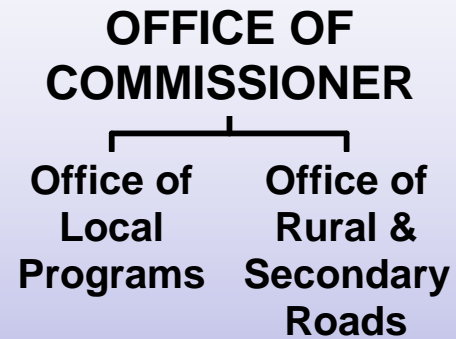 OFFICE OF
COMMISSIONER
Office of
Local
Programs
Office of
Rural &
Secondary
Roads